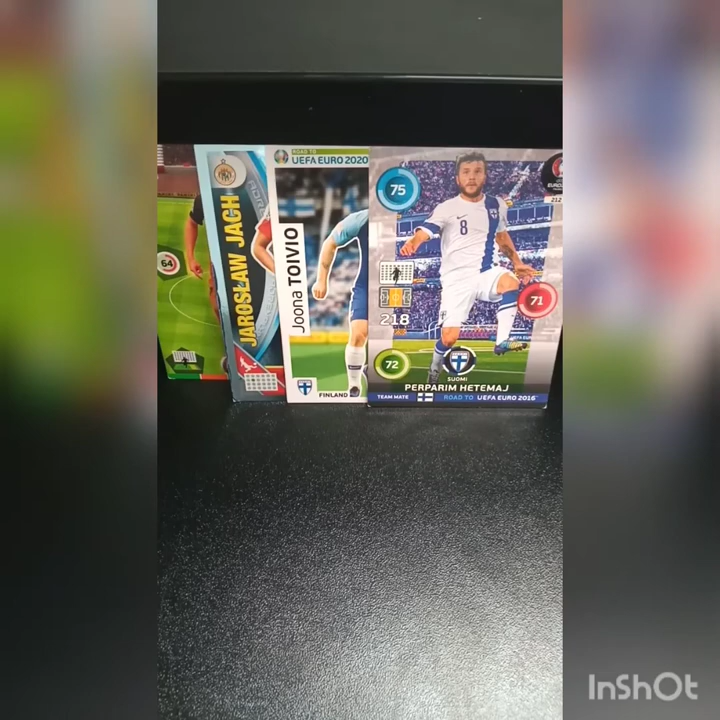 64
JAROSŁAW JACH
ROAD TO
UEFA EURO 2020
Joona TOIVIO
FINLAND
75
8
212
71
218
72
SUOMI
PERPARIM HETEMAJ
TEAM MATE
ROAD TO UEFA EURO 2016™
InShOt